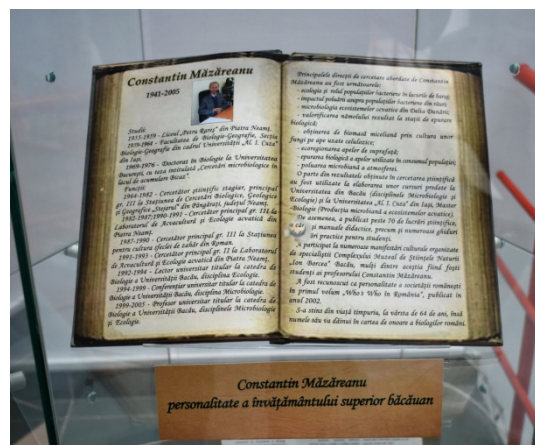 Constantin Măzăreanu
1941-2005
Studii:
1955-1959 - Liceul „Petru Rareş" din Piatra Neamţ.
1959-1964 - Facultatea de Biologie-Geografie, Secţia
Biologie-Geografie din cadrul Universităţii „Al. I. Cuza"
din Iaşi.
1969-1976 - Doctorat în Biologie la Universitatea
Bucureşti, cu teza intitulată „Cercetări microbiologice în
lacul de acumulare Bicaz".
Funcţii:
1964-1982 - Cercetător ştiinţific stagiar, principal
gr. III la Staţiunea de Cercetări Biologice, Geologice
şi Geografice „Stejarul" din Pângăraţi, judeţul Neamţ.
1982-1987;1990-1991 - Cercetător principal gr. III la
Laboratorul de Acvacultură şi Ecologie acvatică din
Piatra Neamţ.
1987-1990 - Cercetător principal gr. III la Staţiunea
pentru cultura sfeclei de zahăr din Roman.
1991-1995 - Cercetător principal gr. II la Laboratorul
de Acvacultură şi Ecologie acvatică din Piatra Neamţ.
1992-1994 - Lector universitar titular la catedra de
Biologie a Universităţii Bacău, disciplina Ecologie.
1994-1999 - Conferenţiar universitar titular la catedra de
Biologie a Universităţii Bacău, disciplina Microbiologie.
1999-2005 - Profesor universitar titular la catedra de
Biologie a Universităţii Bacău, disciplinele Microbiologie
şi Ecologie.
Principalele direcţii de cercetare abordate de Constantin
Măzăreanu au fost următoarele:
- ecologia şi rolul populaţiilor bacteriene în lacurile de baraj;
- impactul poluării asupra populaţiilor bacteriene din râuri;
- microbiologia ecosistemelor acvatice din Delta Dunării;
- valorificarea nămolului rezultat la staţii de epurare
biologică;
- obţinerea de biomasă micliană prin cultura unor
fungi pe ape uzate celulozice;
- autoepurarea apelor de suprafaţă;
- epurarea biologică a apelor utilizate în consumul populaţiei;
- poluarea microbiană a atmosferei.
O parte din rezultatele obţinute în cercetarea ştiinţifică
au fost utilizate la elaborarea unor cursuri predate la
Universitatea din Bacău (disciplinele Microbiologie şi
Ecologie) şi la Universitatea „Al. I. Cuza" din Iaşi, Master
-Biologie (Producţia microbiană a ecosistemelor acvatice).
De asemenea, a publicat peste 70 de lucrări ştiinţifice,
şi manuale didactice, precum şi numeroase ghiduri
practice pentru studenţi.
A participat la numeroase manifestări culturale organizate
de specialiştii Complexului Muzeal de Ştiinţele Naturii
„Ion Borcea" Bacău, mulţi dintre aceştia fiind foşti
studenţi ai profesorului Constantin Măzăreanu.
A fost recunoscut ca personalitate a societăţii româneşti
în primul volum „Who's Who în România", publicat în
anul 2002.
S-a stins din viaţă timpuriu, la vârsta de 64 de ani, însă
numele său va dăinui în cartea de onoare a biologilor români.
Constantin Măzăreanu
personalitate a învăţământului superior băcăuan